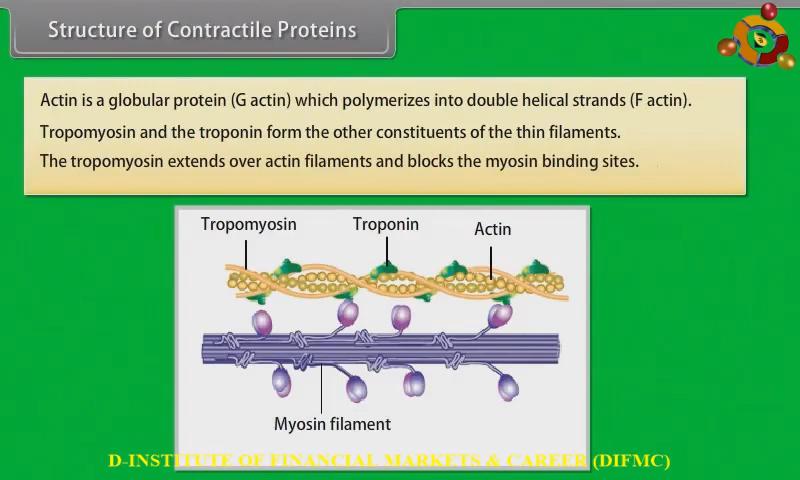 Structure of Contractile Proteins
Actin is a globular protein (G actin) which polymerizes into double helical strands (F actin).
Tropomyosin and the troponin form the other constituents of the thin filaments.
The tropomyosin extends over actin filaments and blocks the myosin binding sites.
Tropomyosin
Troponin
Actin
Myosin filament
D-INSTITUTE OF FINANCIAL MARKETS & CAREER (DIFMC)